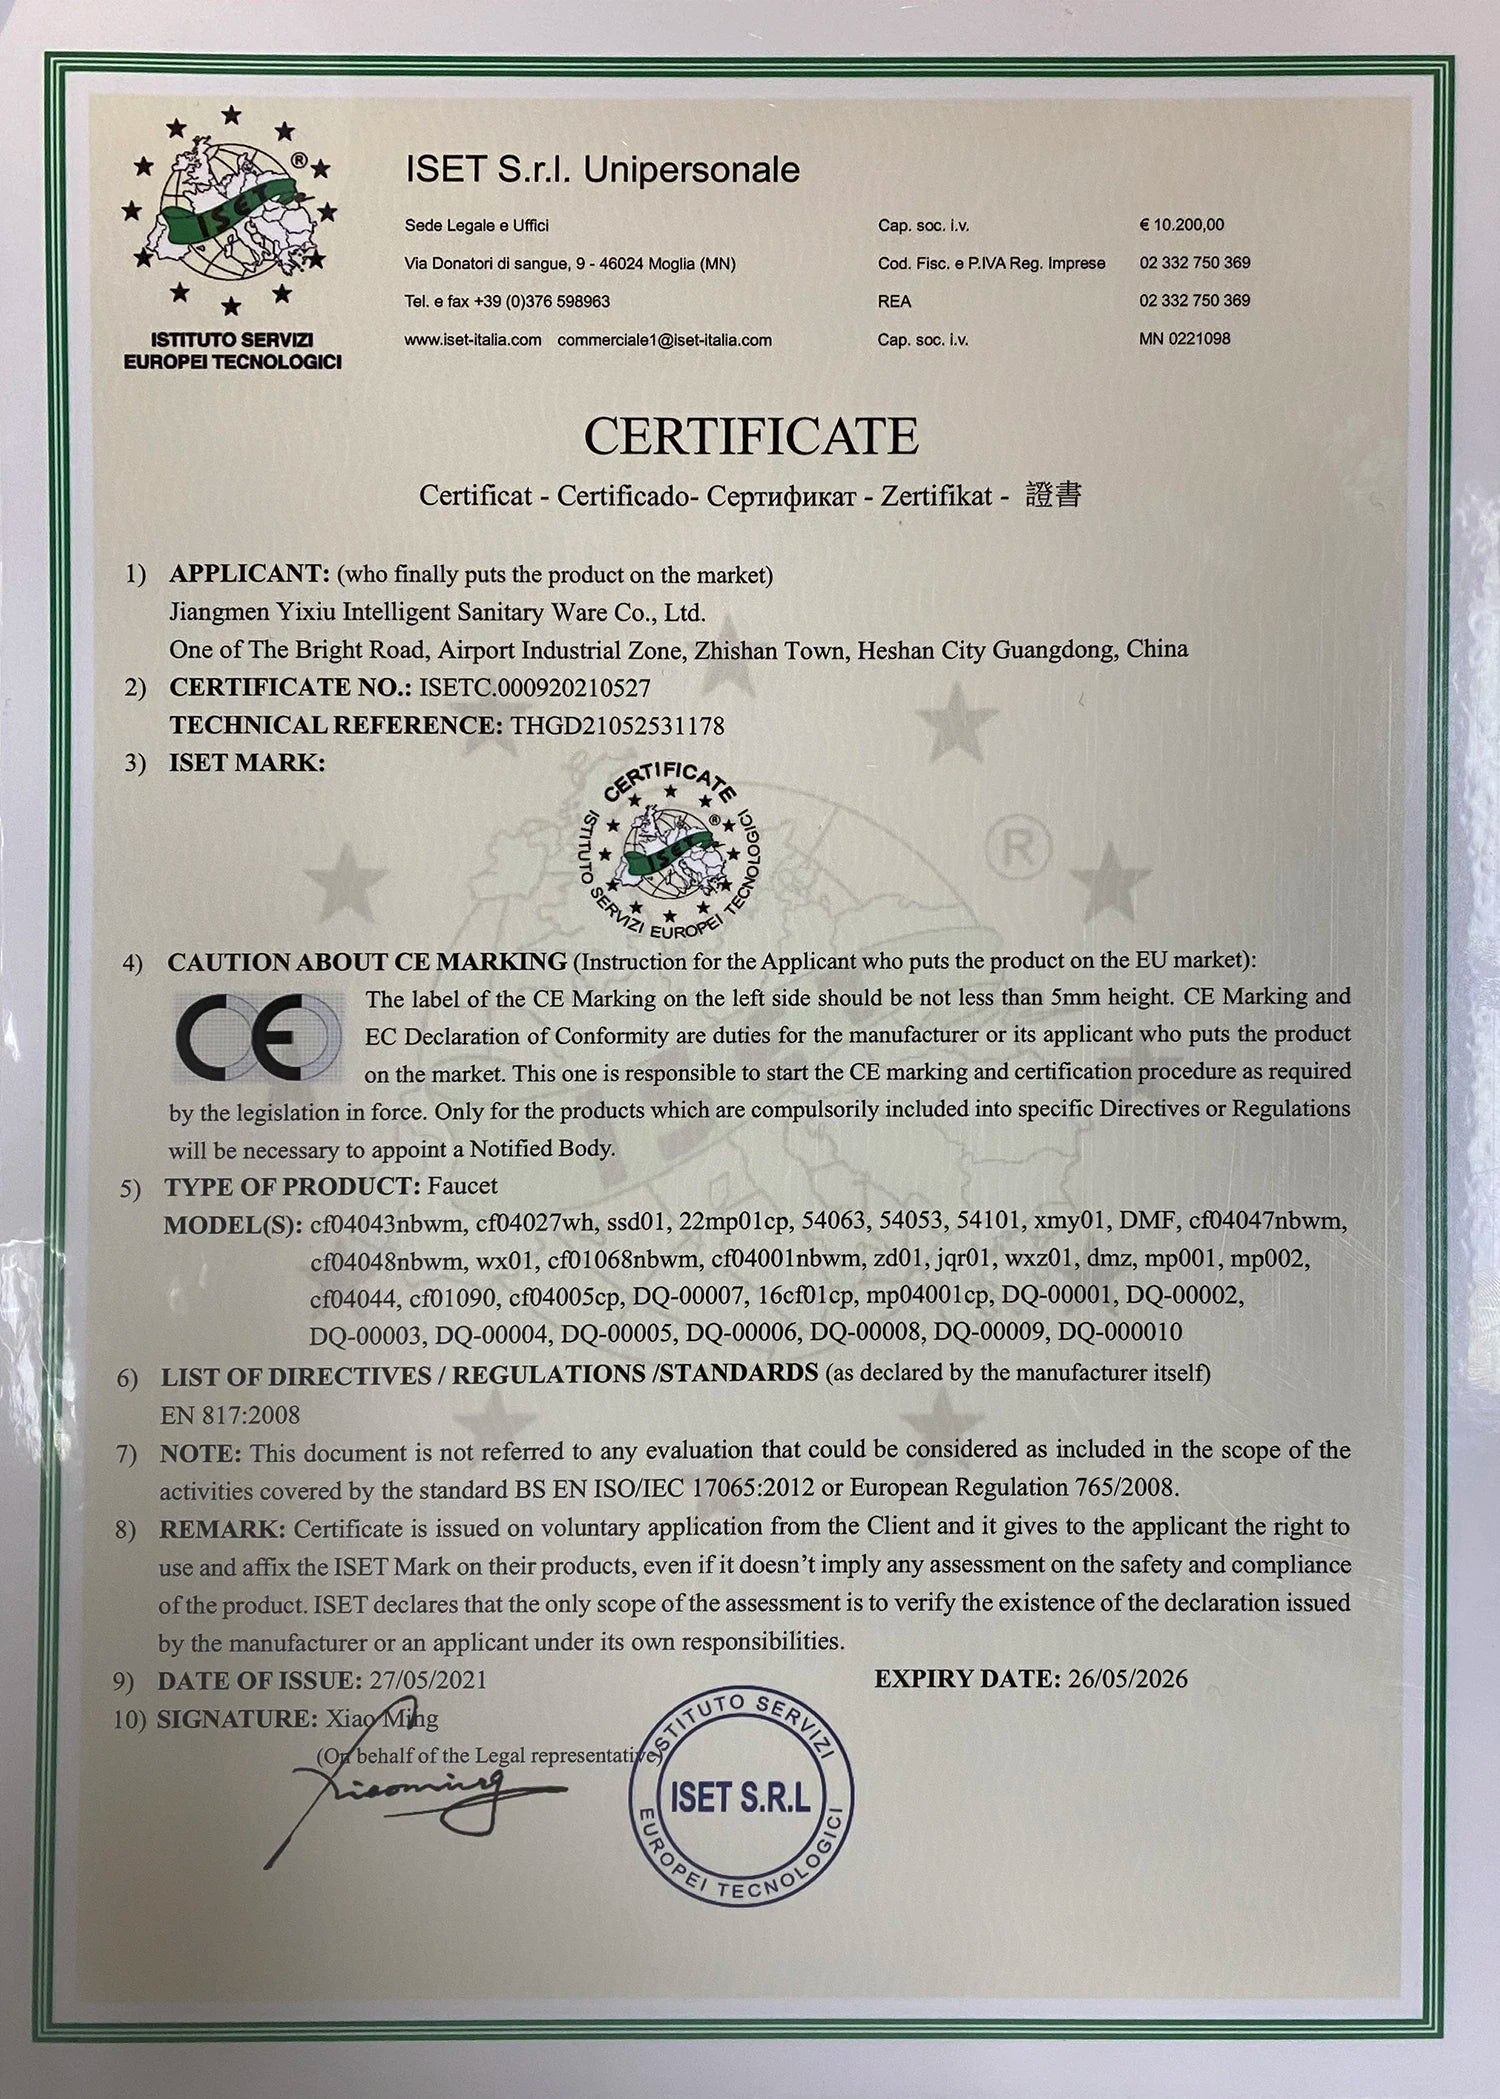 ISET
®
ISTITUTO SERVIZI
EUROPEI TECNOLOGICI
ISET S.r.l. Unipersonale
Sede Legale e Uffici
Via Donatori di sangue, 9 - 46024 Moglia (MN)
Tel. e fax +39 (0)376 598963
www.iset-italia.com commerciale1@iset-italia.com
Cap. soc. i.v. € 10.200,00
Cod. Fisc. e P.IVA Reg. Imprese 02 332 750 369
REA 02 332 750 369
Cap. soc. i.v. MN 0221098
CERTIFICATE
Certificat - Certificado- Сертификат - Zertifikat - 證書
1) APPLICANT: (who finally puts the product on the market)
Jiangmen Yixiu Intelligent Sanitary Ware Co., Ltd.
One of The Bright Road, Airport Industrial Zone, Zhishan Town, Heshan City Guangdong, China
2) CERTIFICATE NO.: ISETC.000920210527
TECHNICAL REFERENCE: THGD21052531178
3) ISET MARK:
CERTIFICATE
ISET
®
ISTITUTO SERVIZI EUROPEI TECNOLOGICI
®
4) CAUTION ABOUT CE MARKING (Instruction for the Applicant who puts the product on the EU market):
CE
The label of the CE Marking on the left side should be not less than 5mm height. CE Marking and
EC Declaration of Conformity are duties for the manufacturer or its applicant who puts the product
on the market. This one is responsible to start the CE marking and certification procedure as required
by the legislation in force. Only for the products which are compulsorily included into specific Directives or Regulations
will be necessary to appoint a Notified Body.
5) TYPE OF PRODUCT: Faucet
MODEL(S): cf04043nbwm, cf04027wh, ssd01, 22mp01cp, 54063, 54053, 54101, xmy01, DMF, cf04047nbwm,
cf04048nbwm, wx01, cf01068nbwm, cf04001nbwm, zd01, jqr01, wxz01, dmz, mp001, mp002,
cf04044, cf01090, cf04005cp, DQ-00007, 16cf01cp, mp04001cp, DQ-00001, DQ-00002,
DQ-00003, DQ-00004, DQ-00005, DQ-00006, DQ-00008, DQ-00009, DQ-000010
6) LIST OF DIRECTIVES / REGULATIONS /STANDARDS (as declared by the manufacturer itself)
EN 817:2008
7) NOTE: This document is not referred to any evaluation that could be considered as included in the scope of the
activities covered by the standard BS EN ISO/IEC 17065:2012 or European Regulation 765/2008.
8) REMARK: Certificate is issued on voluntary application from the Client and it gives to the applicant the right to
use and affix the ISET Mark on their products, even if it doesn't imply any assessment on the safety and compliance
of the product. ISET declares that the only scope of the assessment is to verify the existence of the declaration issued
by the manufacturer or an applicant under its own responsibilities.
9) DATE OF ISSUE: 27/05/2021 EXPIRY DATE: 26/05/2026
10) SIGNATURE: Xiao Ming
(On behalf of the Legal representative)
Xiaoming
ISTITUTO SERVIZI
ISET S.R.L
EUROPEI TECNOLOGICI